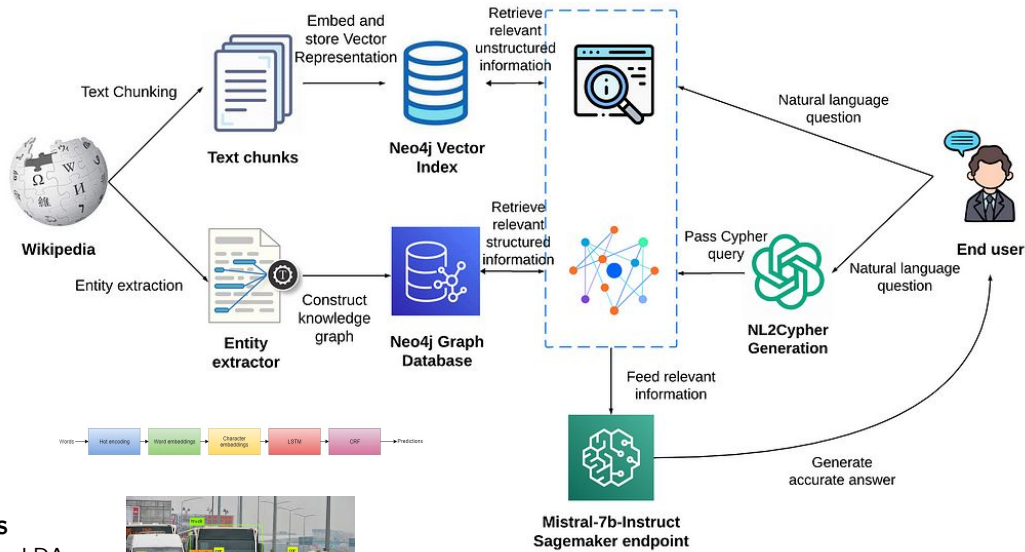 Embed and
store Vector
Representation
Retrieve
relevant
unstructured
information
Text Chunking
Natural language
question
Text chunks
Neo4j Vector
Index
Ω
W
И
維
Wikipedia
Retrieve
relevant
structured
information
Pass Cypher
query
End user
Natural language
question
Entity extraction
Construct
knowledge
graph
Entity
extractor
Neo4j Graph
Database
NL2Cypher
Generation
Feed relevant
information
Words
Hot encoding
Word embeddings
Character
embeddings
LSTM
CRF
Predictions
Generate
accurate answer
Mistral-7b-Instruct
Sagemaker endpoint
s
LDA
truck